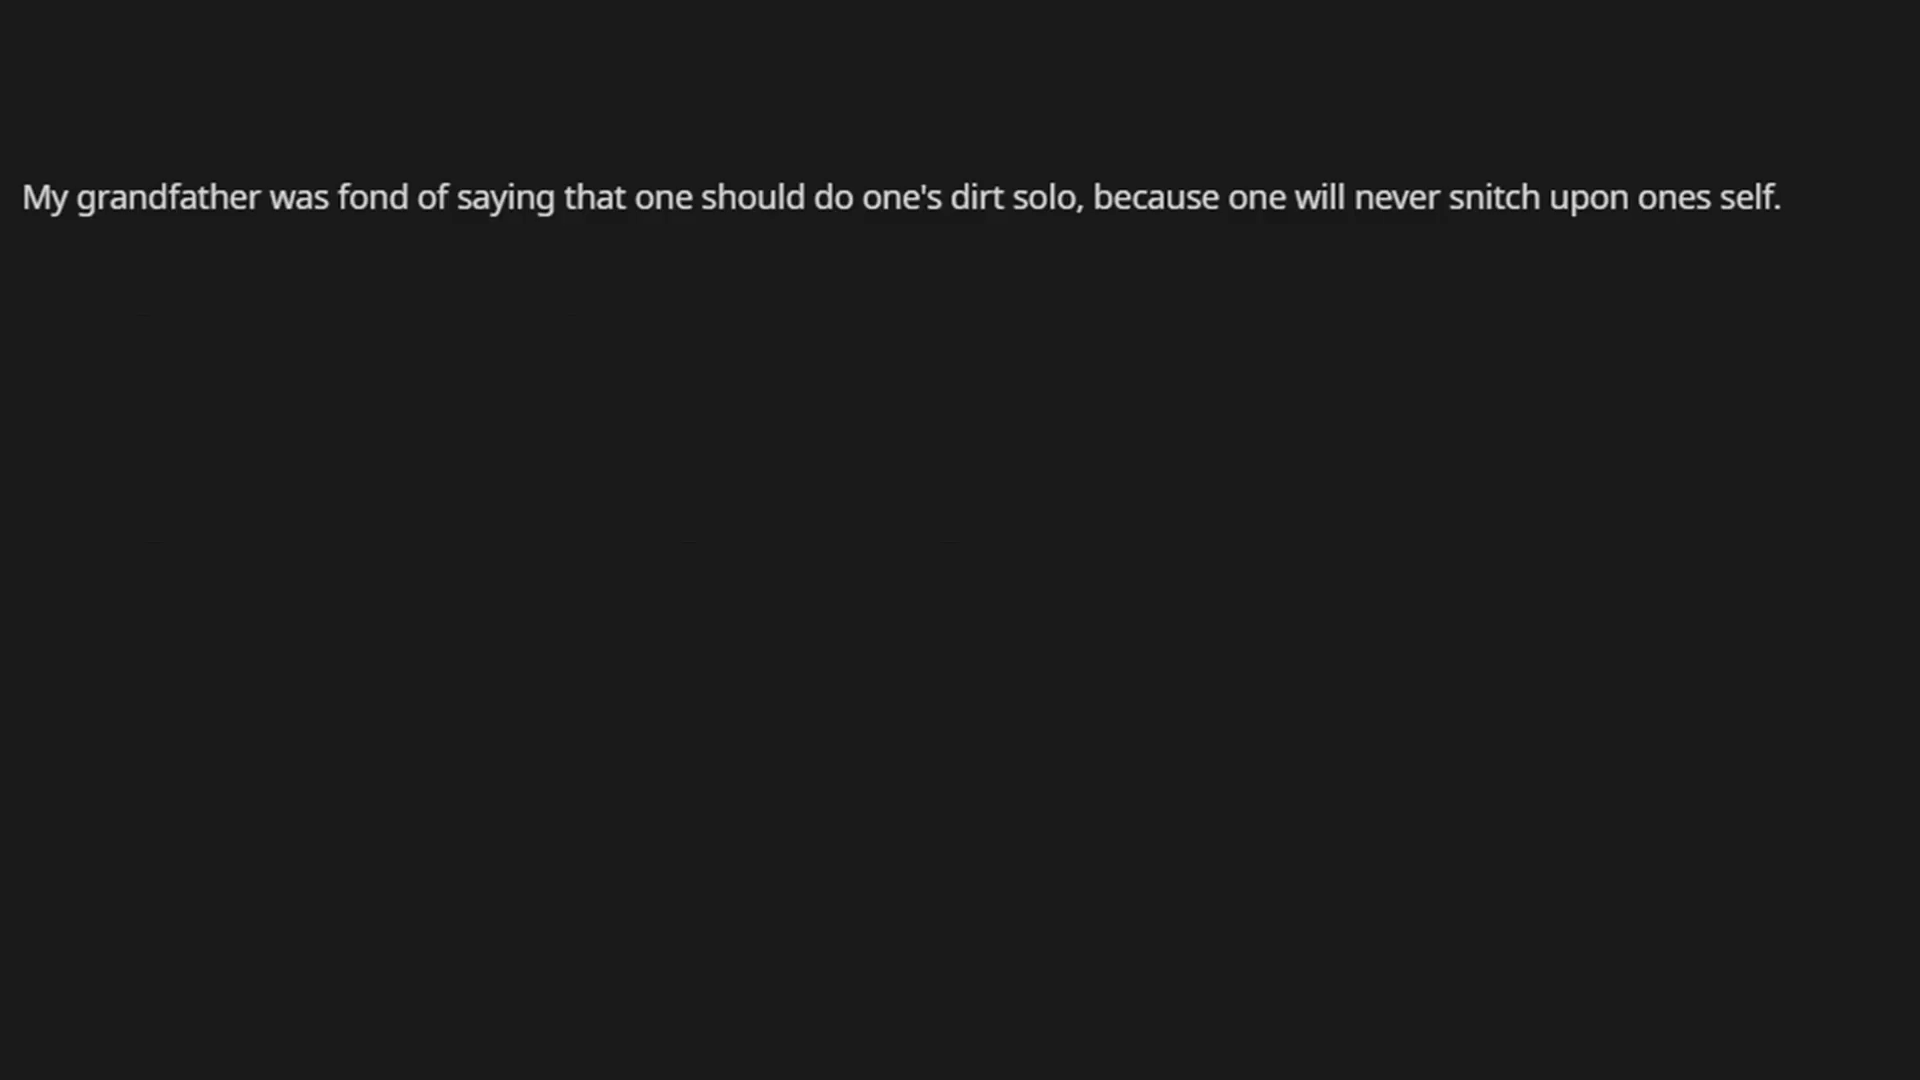 My grandfather was fond of saying that one should do one's dirt solo, because one will never snitch upon ones self.